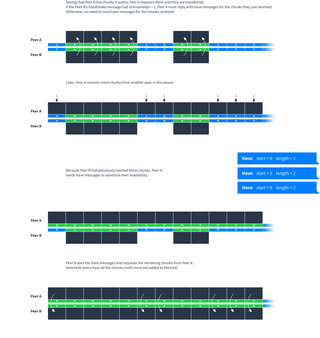 Seeing that Peer B has chunks it wants, Peer A requests them and they are transferred.
If the Peer B's handshake message had acknowledged = 1, Peer A must reply with have messages for the chunks they just received.
Otherwise, no need to send have messages for the chunks received.
Peer A
Peer B
Later, Peer A receives more chunks from another peer in the swarm.
Peer A
Peer B
Have start = 0 length = 1
Have start = 5 length = 2
Have start = 9 length = 3
Because Peer B had previously wanted these chunks, Peer A
sends have messages to advertise their availability.
Peer A
Peer B
Peer B sees the have messages and requests the remaining chunks from Peer A.
Now both peers have all the chunks (until more are added to the end).
Peer A
Peer B